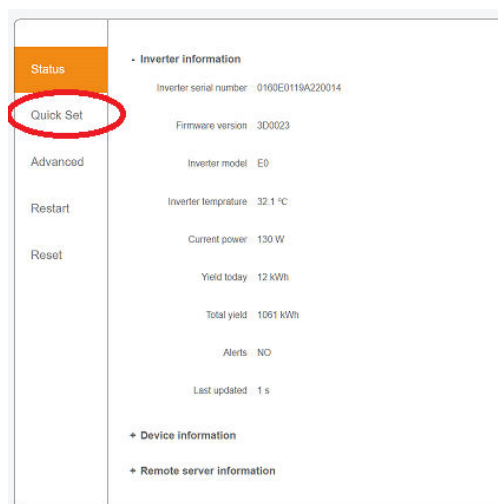 Status
Quick Set
Advanced
Restart
Reset
- Inverter information
Inverter serial number 0160E0119A220014
Firmware version 3D0023
Inverter model E0
Inverter temprature 32.1 ℃
Current power 130 W
Yield today 12 kWh
Total yield 1061 kWh
Alerts NO
Last updated 1 s
+ Device information
+ Remote server information